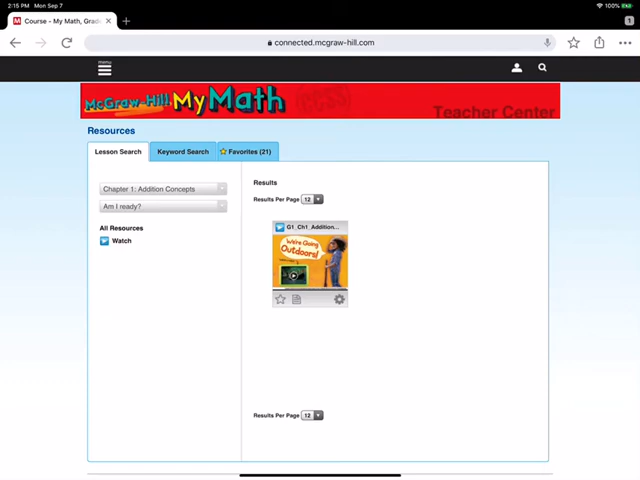 2:15 PM Mon Sep 7
100%
Course - My Math, Grad
connected.mcgraw-hill.com
menu
McGraw-Hill My Math
CCSS
Teacher Center
Resources
Lesson Search
Keyword Search
Favorites (21)
Chapter 1: Addition Concepts
Am I ready?
All Resources
Watch
Results
Results Per Page 12
G1_Ch1_Addition...
We're Going
Outdoors!
Results Per Page 12